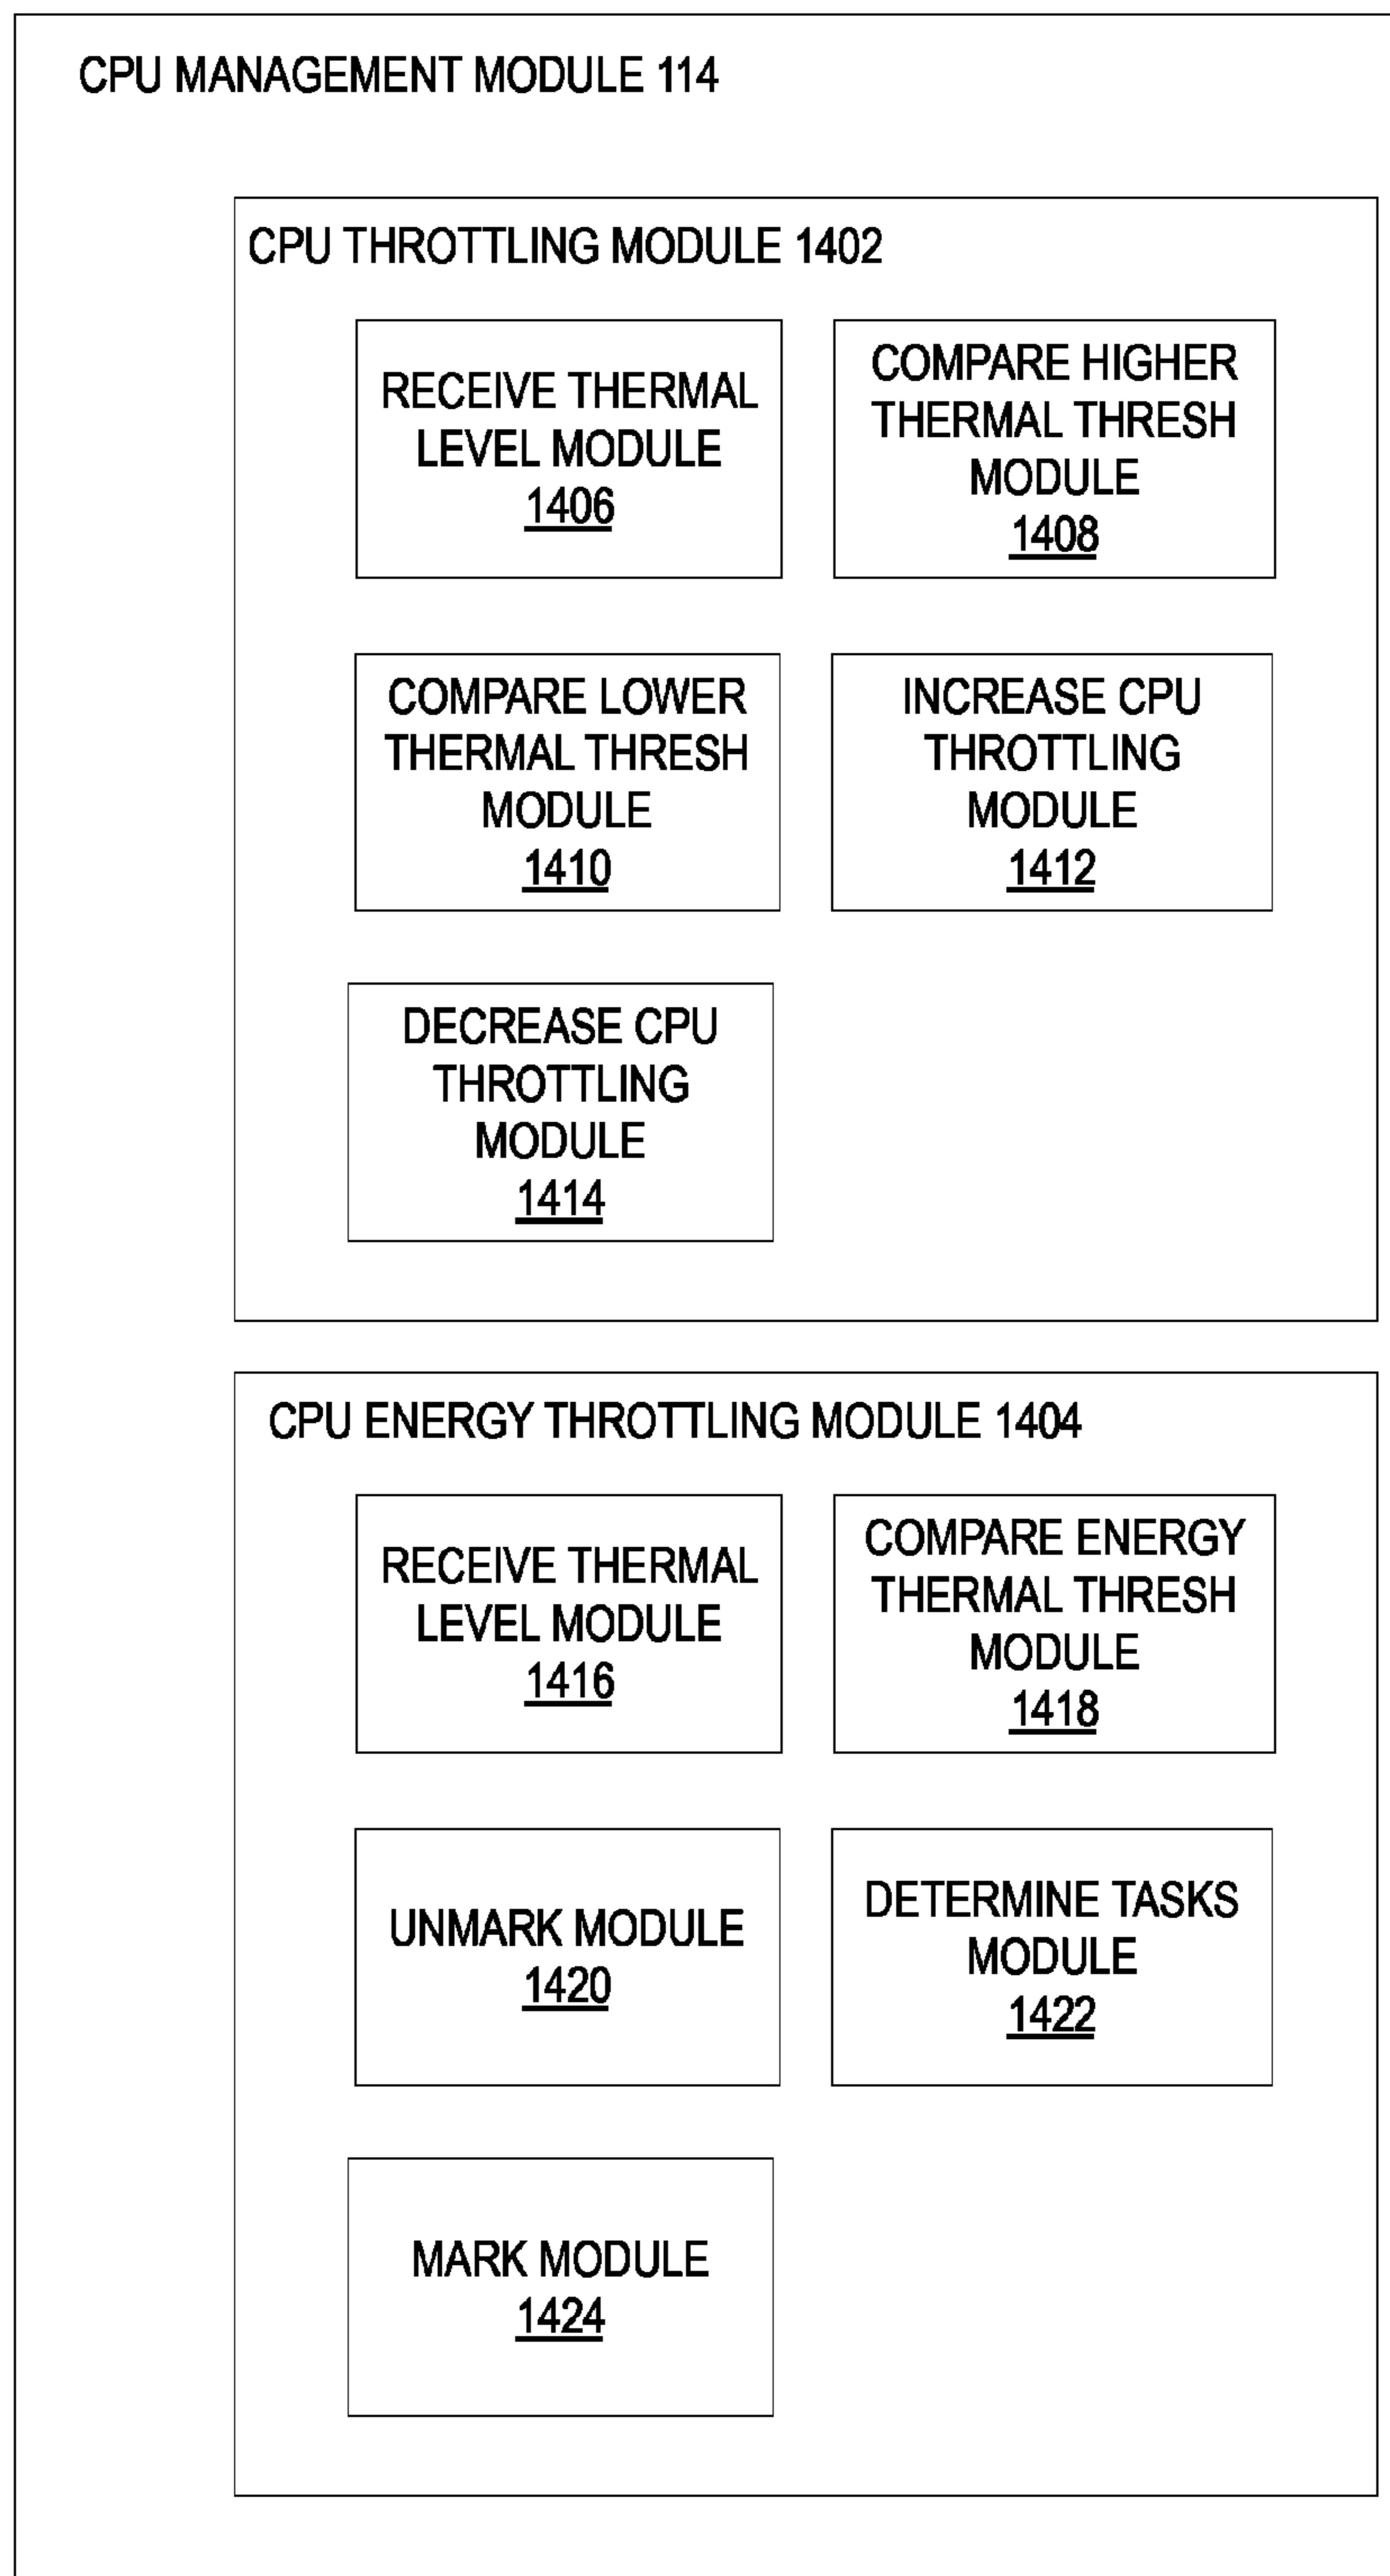 CPU MANAGEMENT MODULE 114
CPU THROTTLING MODULE 1402
RECEIVE THERMAL
LEVEL MODULE
1406
COMPARE HIGHER
THERMAL THRESH
MODULE
1408
COMPARE LOWER
THERMAL THRESH
MODULE
1410
INCREASE CPU
THROTTLING
MODULE
1412
DECREASE CPU
THROTTLING
MODULE
1414
CPU ENERGY THROTTLING MODULE 1404
RECEIVE THERMAL
LEVEL MODULE
1416
COMPARE ENERGY
THERMAL THRESH
MODULE
1418
UNMARK MODULE
1420
DETERMINE TASKS
MODULE
1422
MARK MODULE
1424